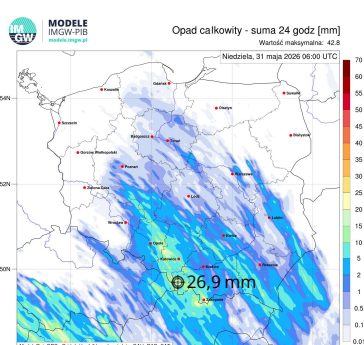 IMGW
MODELE
IMGW-PIB
modele.imgw.pl
Opad całkowity - suma 24 godz [mm]
Wartość maksymalna: 42.8
Niedziela, 31 maja 2026 06:00 UTC
54N
52N
50N
Koszalin
Gdańsk
Suwałki
Olsztyn
Szczecin
Bydgoszcz
Toruń
Białystok
Gorzów Wielkopolski
Poznań
Warszawa
Zielona Góra
Łódź
Wrocław
Lublin
Kielce
Opole
Katowice
Kraków
Rzeszów
Zakopane
26,9 mm
70
60
55
50
45
40
35
30
25
20
15
10
5
2
1
0.5
0.1
0.01